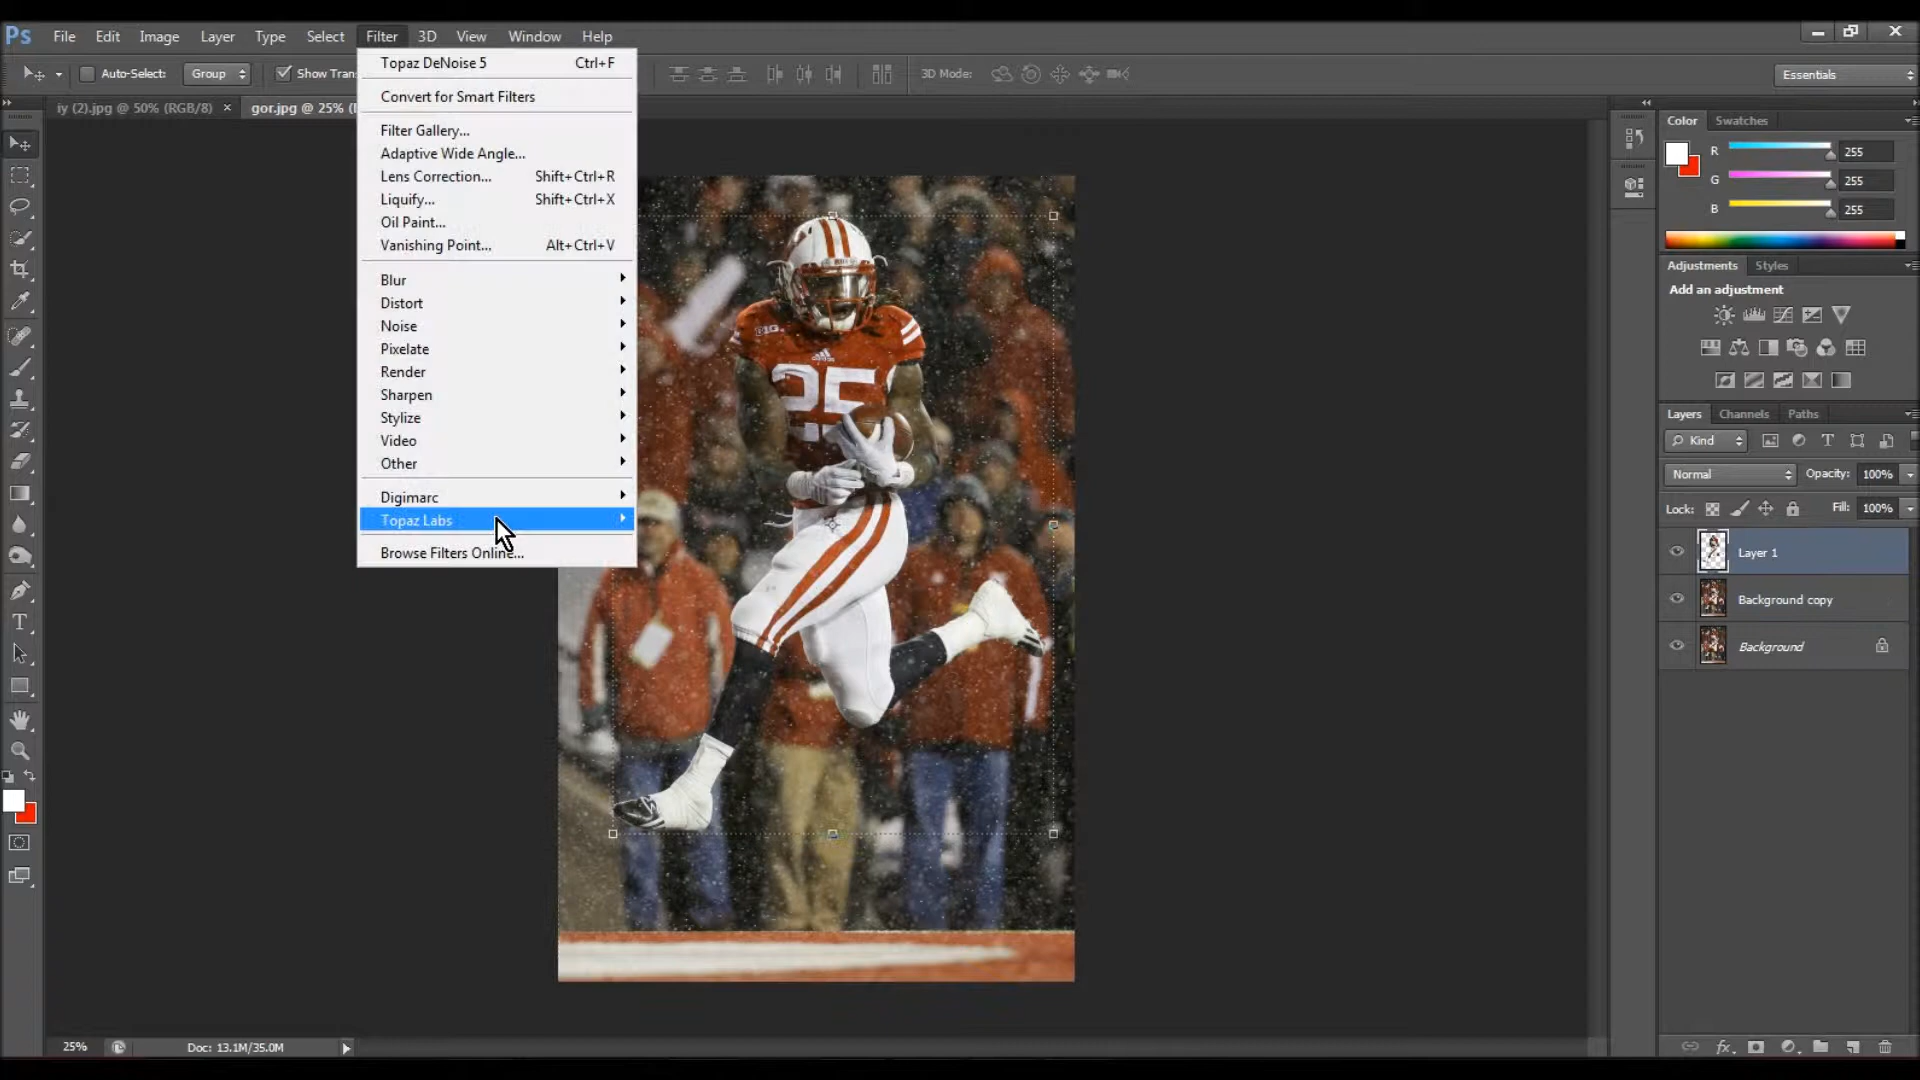 Ps File Edit Image Layer Type Select Filter 3D View Window Help
Auto-Select: Group Show Tran
3D Mode:
Essentials
iy (2).jpg @ 50% (RGB/8) ×
gor.jpg @ 25% (
Topaz DeNoise 5 Ctrl+F
Convert for Smart Filters
Filter Gallery...
Adaptive Wide Angle...
Lens Correction... Shift+Ctrl+R
Liquify... Shift+Ctrl+X
Oil Paint...
Vanishing Point... Alt+Ctrl+V
Blur
Distort
Noise
Pixelate
Render
Sharpen
Stylize
Video
Other
Digimarc
Topaz Labs
Browse Filters Online...
adidas
25
Color Swatches
R 255
G 255
B 255
Adjustments Styles
Add an adjustment
Layers Channels Paths
Kind
Normal Opacity: 100%
Lock: Fill: 100%
Layer 1
Background copy
Background
25% Doc: 13.1M/35.0M